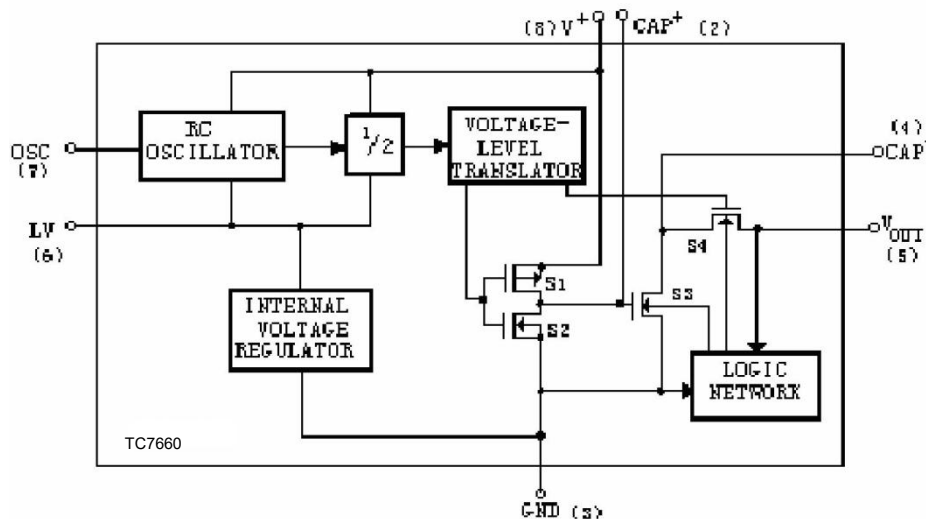 (8) V+ CAP+ (2)
RC
OSCILLATOR
1/2
VOLTAGE-
LEVEL
TRANSLATOR
OSC
(7)
LV
(6)
(4)
CAP-
VOUT
(5)
S4
S1
S2
S3
INTERNAL
VOLTAGE
REGULATOR
LOGIC
NETWORK
TC7660
GND (3)